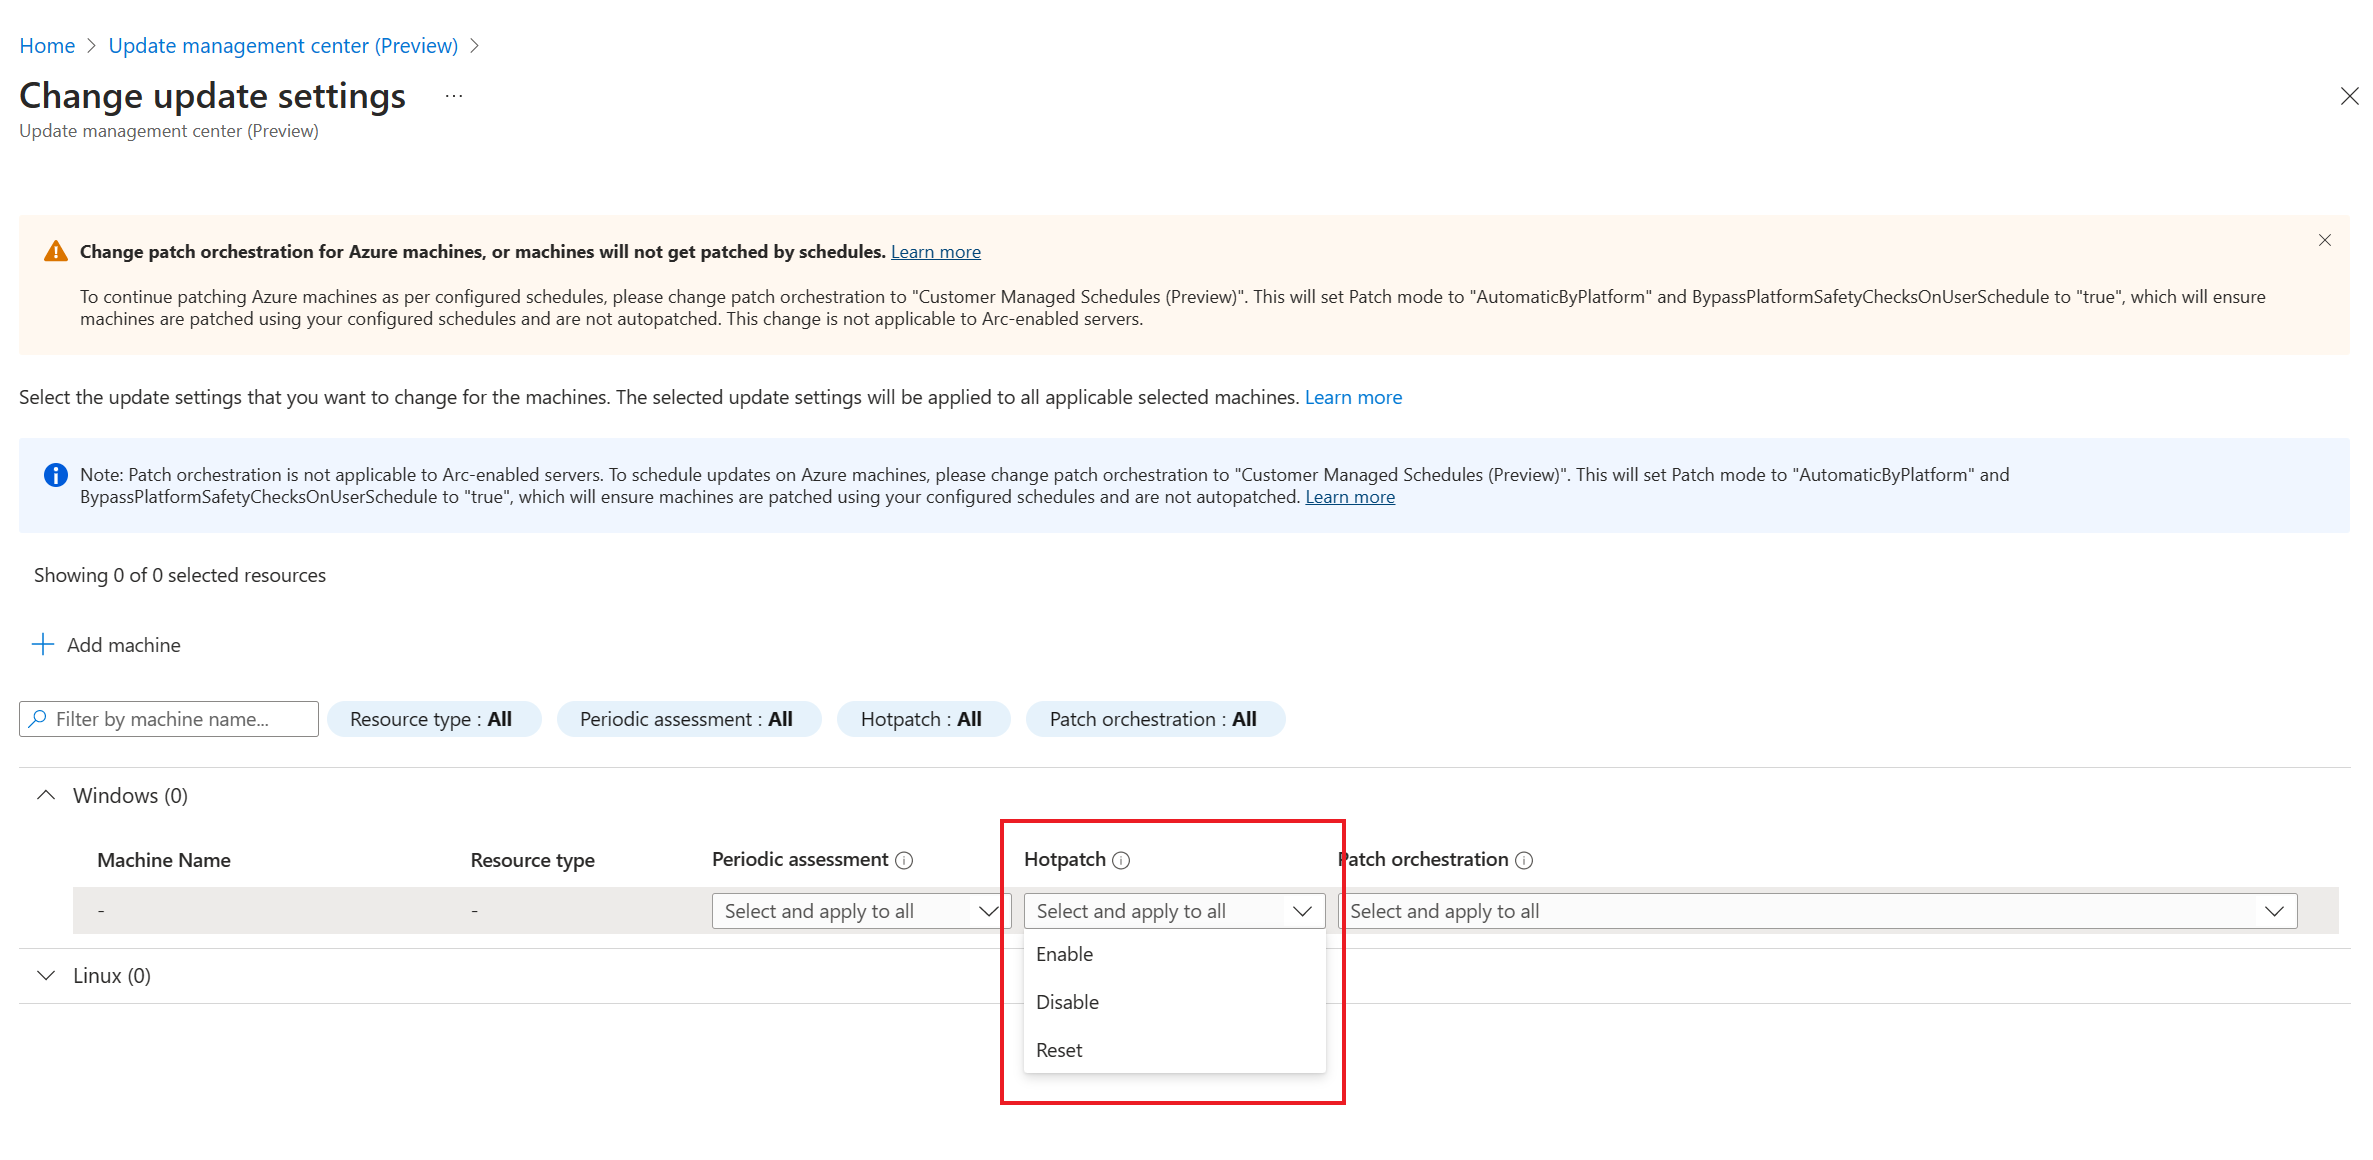 Home > Update management center (Preview) >
Change update settings ...
Update management center (Preview)
Change patch orchestration for Azure machines, or machines will not get patched by schedules. Learn more
To continue patching Azure machines as per configured schedules, please change patch orchestration to "Customer Managed Schedules (Preview)". This will set Patch mode to "AutomaticByPlatform" and BypassPlatformSafetyChecksOnUserSchedule to "true", which will ensure
machines are patched using your configured schedules and are not autopatched. This change is not applicable to Arc-enabled servers.
Select the update settings that you want to change for the machines. The selected update settings will be applied to all applicable selected machines. Learn more
Note: Patch orchestration is not applicable to Arc-enabled servers. To schedule updates on Azure machines, please change patch orchestration to "Customer Managed Schedules (Preview)". This will set Patch mode to "AutomaticByPlatform" and
BypassPlatformSafetyChecksOnUserSchedule to "true", which will ensure machines are patched using your configured schedules and are not autopatched. Learn more
Showing 0 of 0 selected resources
Add machine
Filter by machine name... Resource type : All Periodic assessment : All Hotpatch : All Patch orchestration : All
Windows (0)
Machine Name Resource type Periodic assessment Hotpatch Patch orchestration
- - Select and apply to all Select and apply to all Select and apply to all
Enable
Linux (0)
Disable
Reset